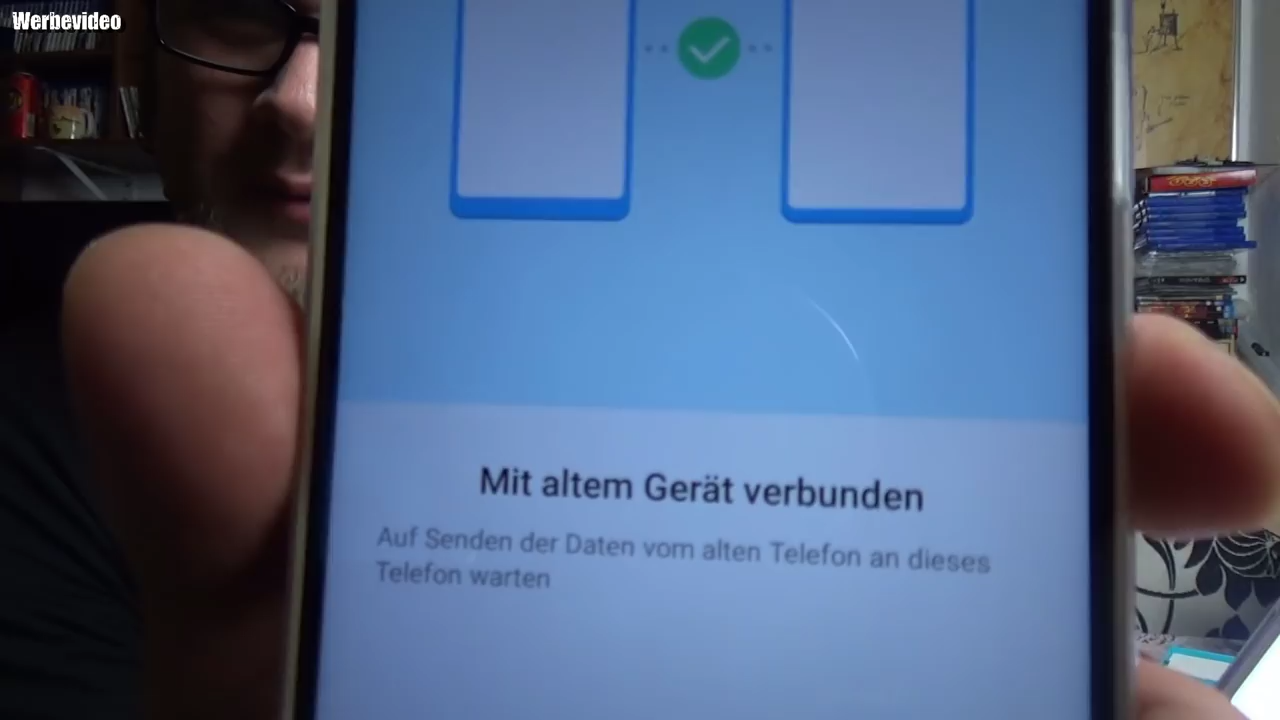 Werbevideo
Mit altem Gerät verbunden
Auf Senden der Daten vom alten Telefon an dieses
Telefon warten